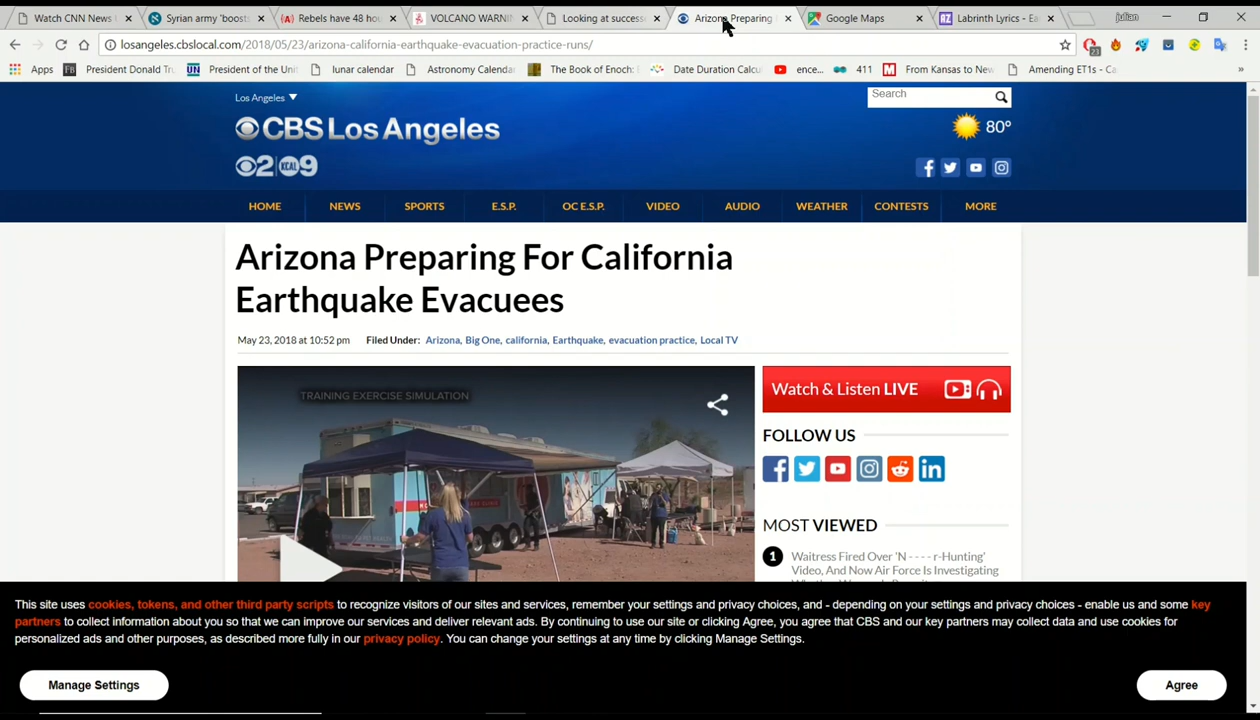 Watch CNN News L
Syrian army 'boosts
Rebels have 48 hou
VOLCANO WARNIN
Looking at success
Arizona Preparing
Google Maps
Labrinth Lyrics - Ea
julian
losangeles.cbslocal.com/2018/05/23/arizona-california-earthquake-evacuation-practice-runs/
23
Apps
FB
President Donald Tru
UN
President of the Unit
lunar calendar
Astronomy Calendar
The Book of Enoch:
Date Duration Calcu
ence...
411
M
From Kansas to New
Amending ET1s - Ca
»
Los Angeles
Search
CBS Los Angeles
80°
2 KCAL 9
HOME NEWS SPORTS E.S.P. OC E.S.P. VIDEO AUDIO WEATHER CONTESTS MORE
Arizona Preparing For California
Earthquake Evacuees
May 23, 2018 at 10:52 pm Filed Under: Arizona, Big One, california, Earthquake, evacuation practice, Local TV
TRAINING EXERCISE SIMULATION
Watch & Listen LIVE
FOLLOW US
MOST VIEWED
1
Waitress Fired Over 'N - - - - r-Hunting'
Video, And Now Air Force Is Investigating
This site uses cookies, tokens, and other third party scripts to recognize visitors of our sites and services, remember your settings and privacy choices, and - depending on your settings and privacy choices - enable us and some key
partners to collect information about you so that we can improve our services and deliver relevant ads. By continuing to use our site or clicking Agree, you agree that CBS and our key partners may collect data and use cookies for
personalized ads and other purposes, as described more fully in our privacy policy. You can change your settings at any time by clicking Manage Settings.
Manage Settings
Agree